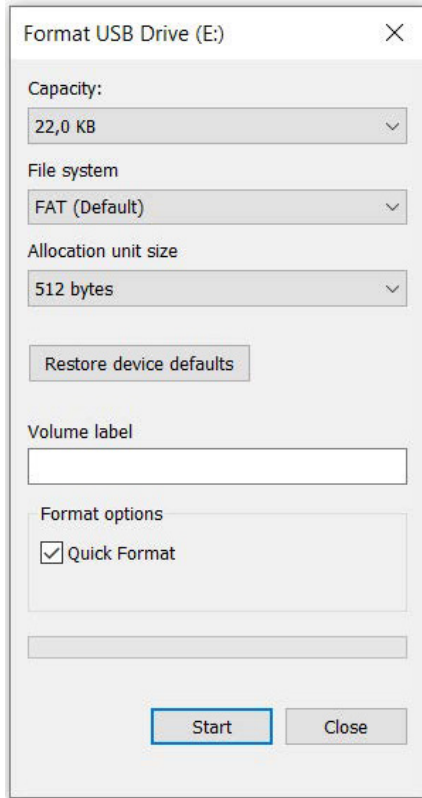 Format USB Drive (E:)
Capacity:
22,0 KB
File system
FAT (Default)
Allocation unit size
512 bytes
Restore device defaults
Volume label
Format options
Quick Format
Start Close